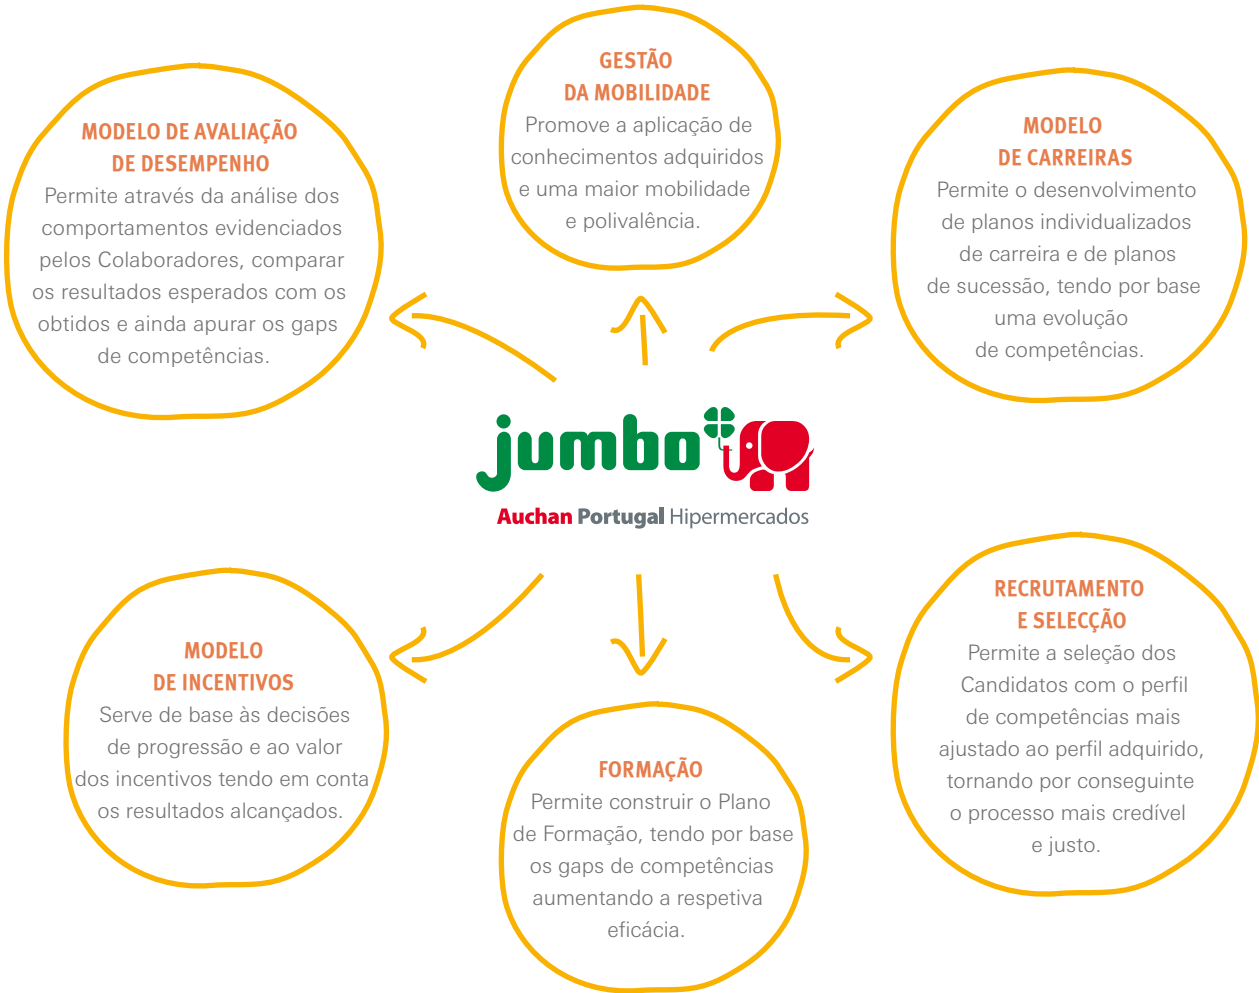 MODELO DE AVALIAÇÃO
DE DESEMPENHO
Permite através da análise dos
comportamentos evidenciados
pelos Colaboradores, comparar
os resultados esperados com os
obtidos e ainda apurar os gaps
de competências.
GESTÃO
DA MOBILIDADE
Promove a aplicação de
conhecimentos adquiridos
e uma maior mobilidade
e polivalência.
MODELO
DE CARREIRAS
Permite o desenvolvimento
de planos individualizados
de carreira e de planos
de sucessão, tendo por base
uma evolução
de competências.
jumbo
Auchan Portugal Hipermercados
MODELO
DE INCENTIVOS
Serve de base às decisões
de progressão e ao valor
dos incentivos tendo em conta
os resultados alcançados.
FORMAÇÃO
Permite construir o Plano
de Formação, tendo por base
os gaps de competências
aumentando a respetiva
eficácia.
RECRUTAMENTO
E SELECÇÃO
Permite a seleção dos
Candidatos com o perfil
de competências mais
ajustado ao perfil adquirido,
tornando por conseguinte
o processo mais credível
e justo.